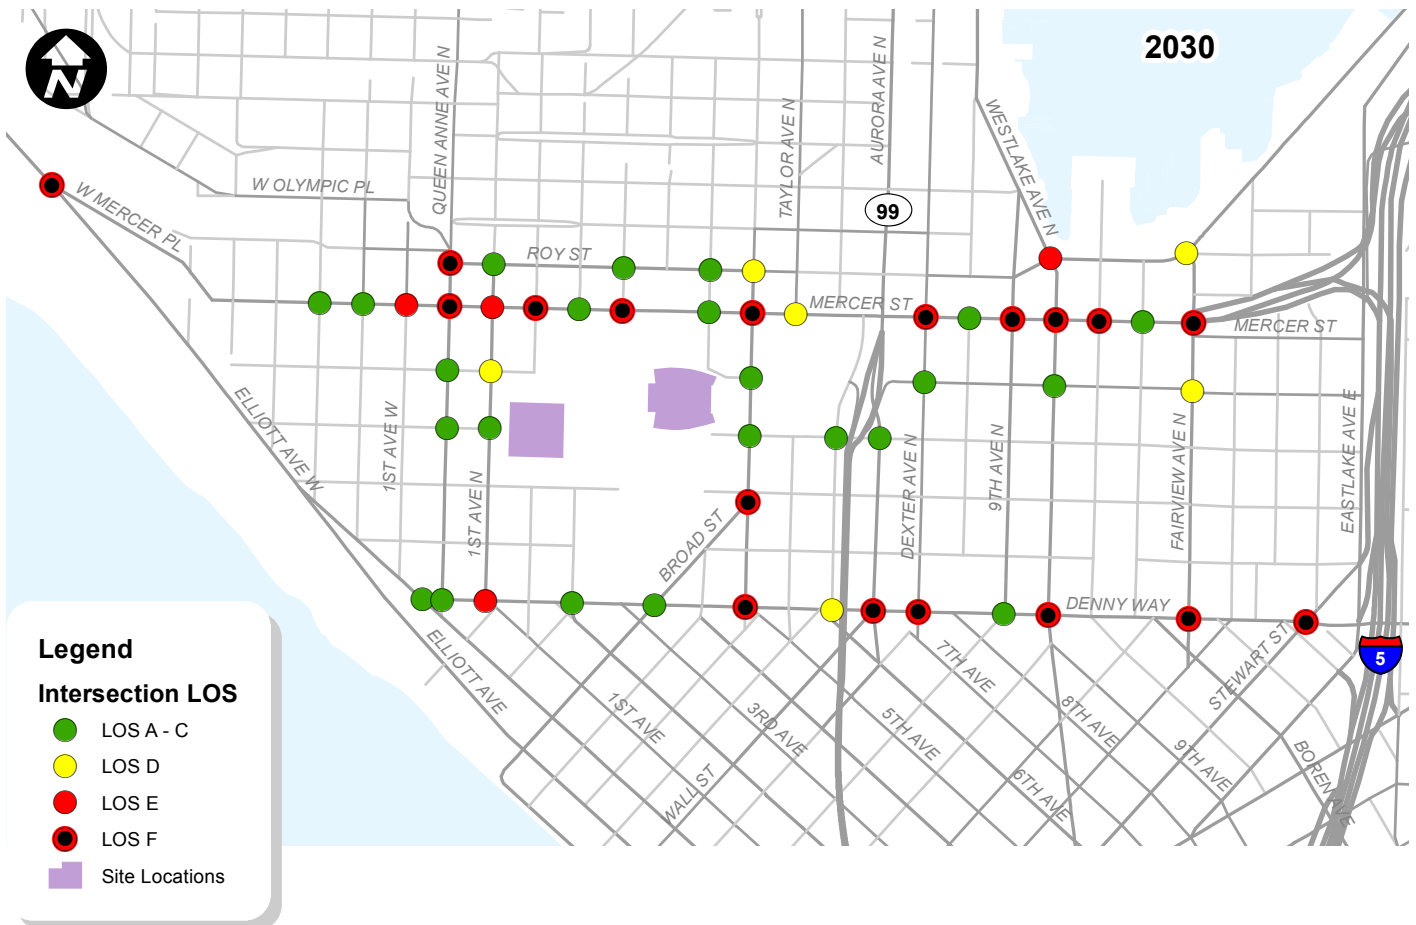 2030
N
QUEEN ANNE AVE N
AURORA AVE N
TAYLOR AVE N
WESTLAKE AVE N
W OLYMPIC PL
W MERCER PL
99
ROY ST
MERCER ST
MERCER ST
ELLIOTT AVE W
1ST AVE W
1ST AVE N
BROAD ST
DEXTER AVE N
9TH AVE N
FAIRVIEW AVE N
EASTLAKE AVE E
DENNY WAY
ELLIOTT AVE
1ST AVE
3RD AVE
WALL ST
5TH AVE
7TH AVE
6TH AVE
8TH AVE
9TH AVE
STEWART ST
BOREN AVE
5
Legend
Intersection LOS
LOS A - C
LOS D
LOS E
LOS F
Site Locations